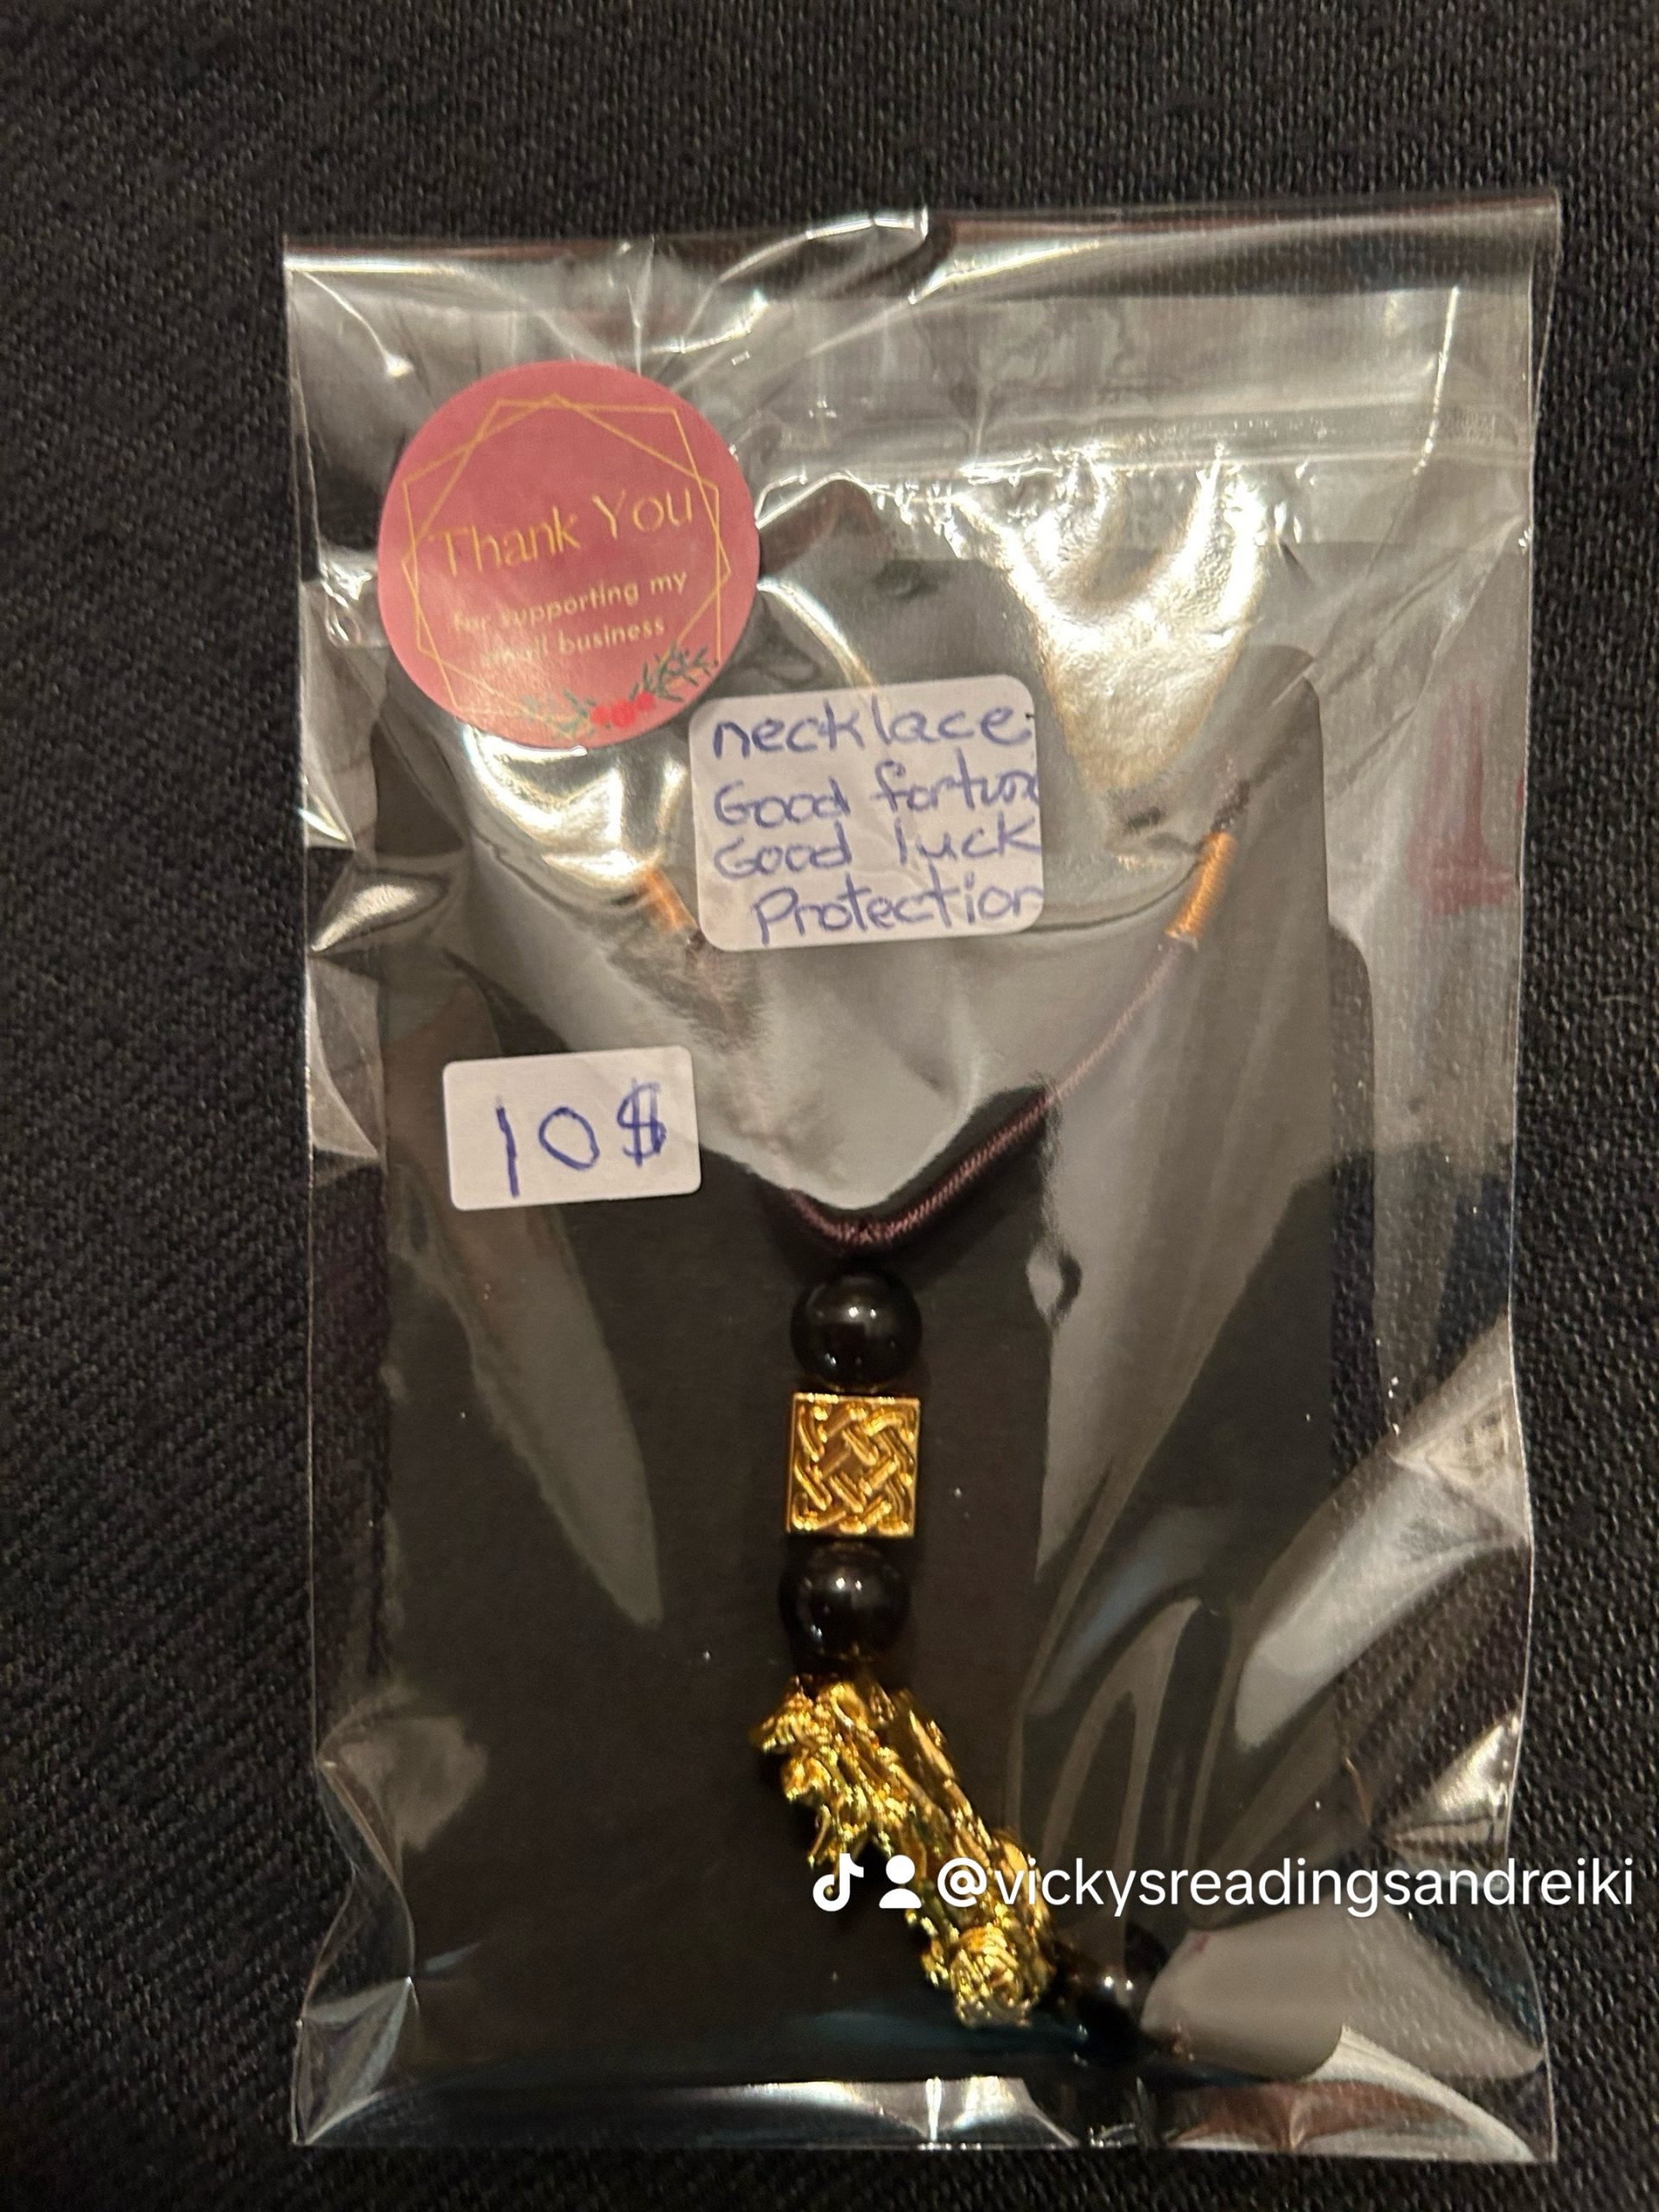 Thank You
for supporting my
small business
necklace
Good fortune
Good luck
Protection
10$
@vickysreadingsandreiki